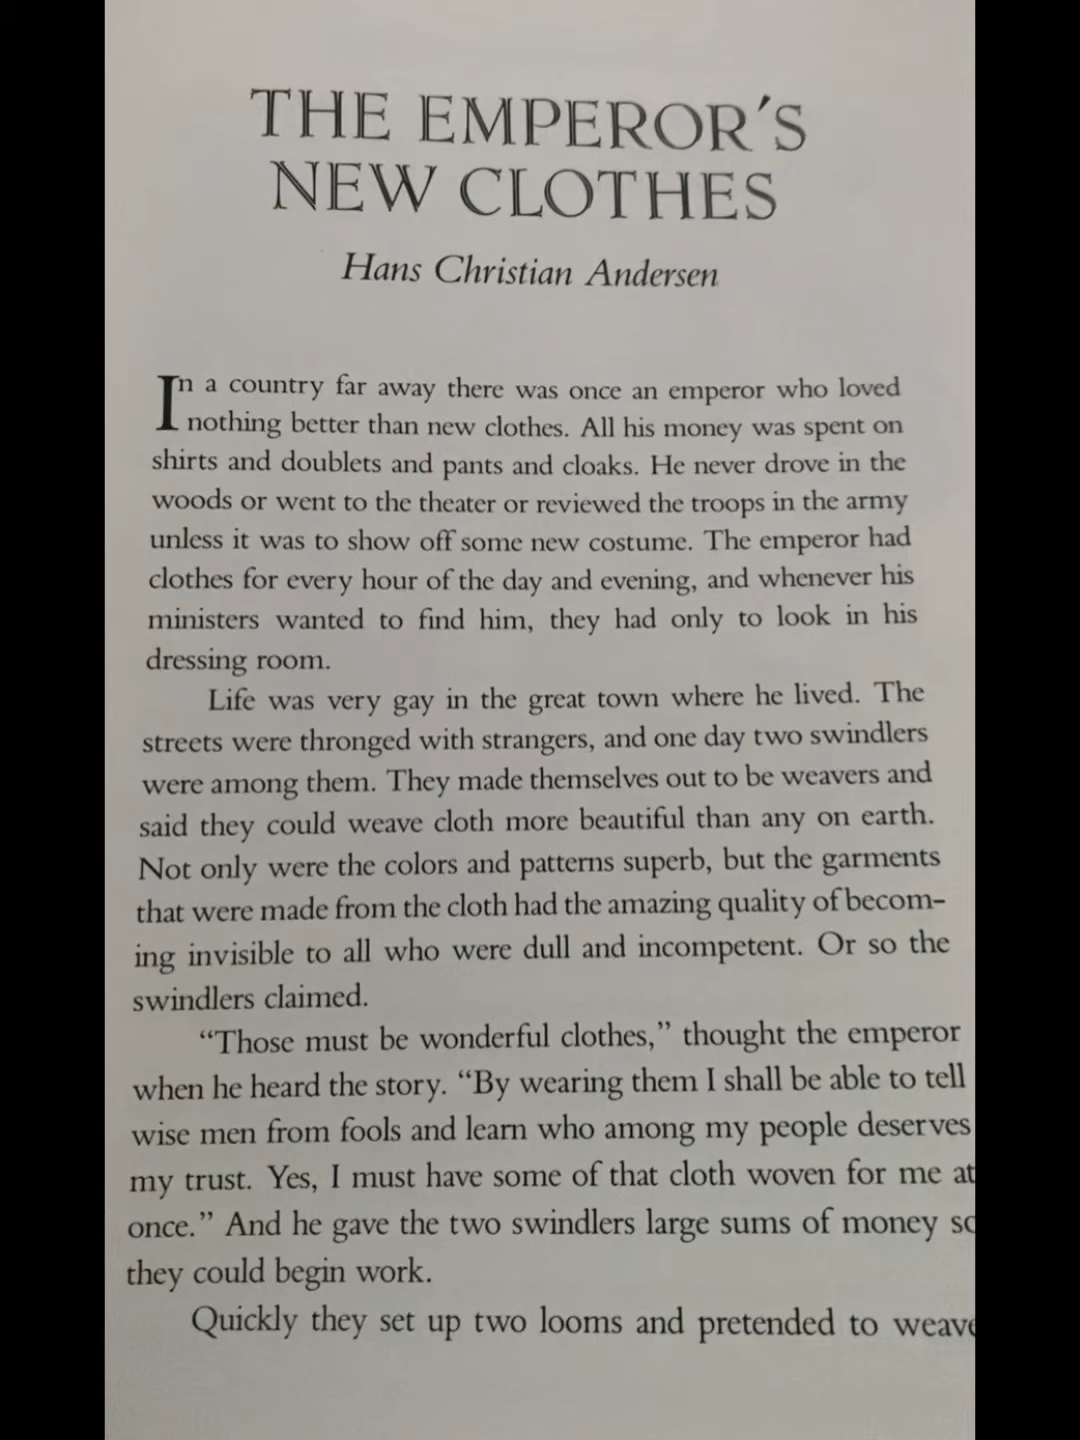 THE EMPEROR'S
NEW CLOTHES
Hans Christian Andersen
In a country far away there was once an emperor who loved
nothing better than new clothes. All his money was spent on
shirts and doublets and pants and cloaks. He never drove in the
woods or went to the theater or reviewed the troops in the army
unless it was to show off some new costume. The emperor had
clothes for every hour of the day and evening, and whenever his
ministers wanted to find him, they had only to look in his
dressing room.
Life was very gay in the great town where he lived. The
streets were thronged with strangers, and one day two swindlers
were among them. They made themselves out to be weavers and
said they could weave cloth more beautiful than any on earth.
Not only were the colors and patterns superb, but the garments
that were made from the cloth had the amazing quality of becom-
ing invisible to all who were dull and incompetent. Or so the
swindlers claimed.
“Those must be wonderful clothes,” thought the emperor
when he heard the story. “By wearing them I shall be able to tell
wise men from fools and learn who among my people deserves
my trust. Yes, I must have some of that cloth woven for me at
once.” And he gave the two swindlers large sums of money so
they could begin work.
Quickly they set up two looms and pretended to weave